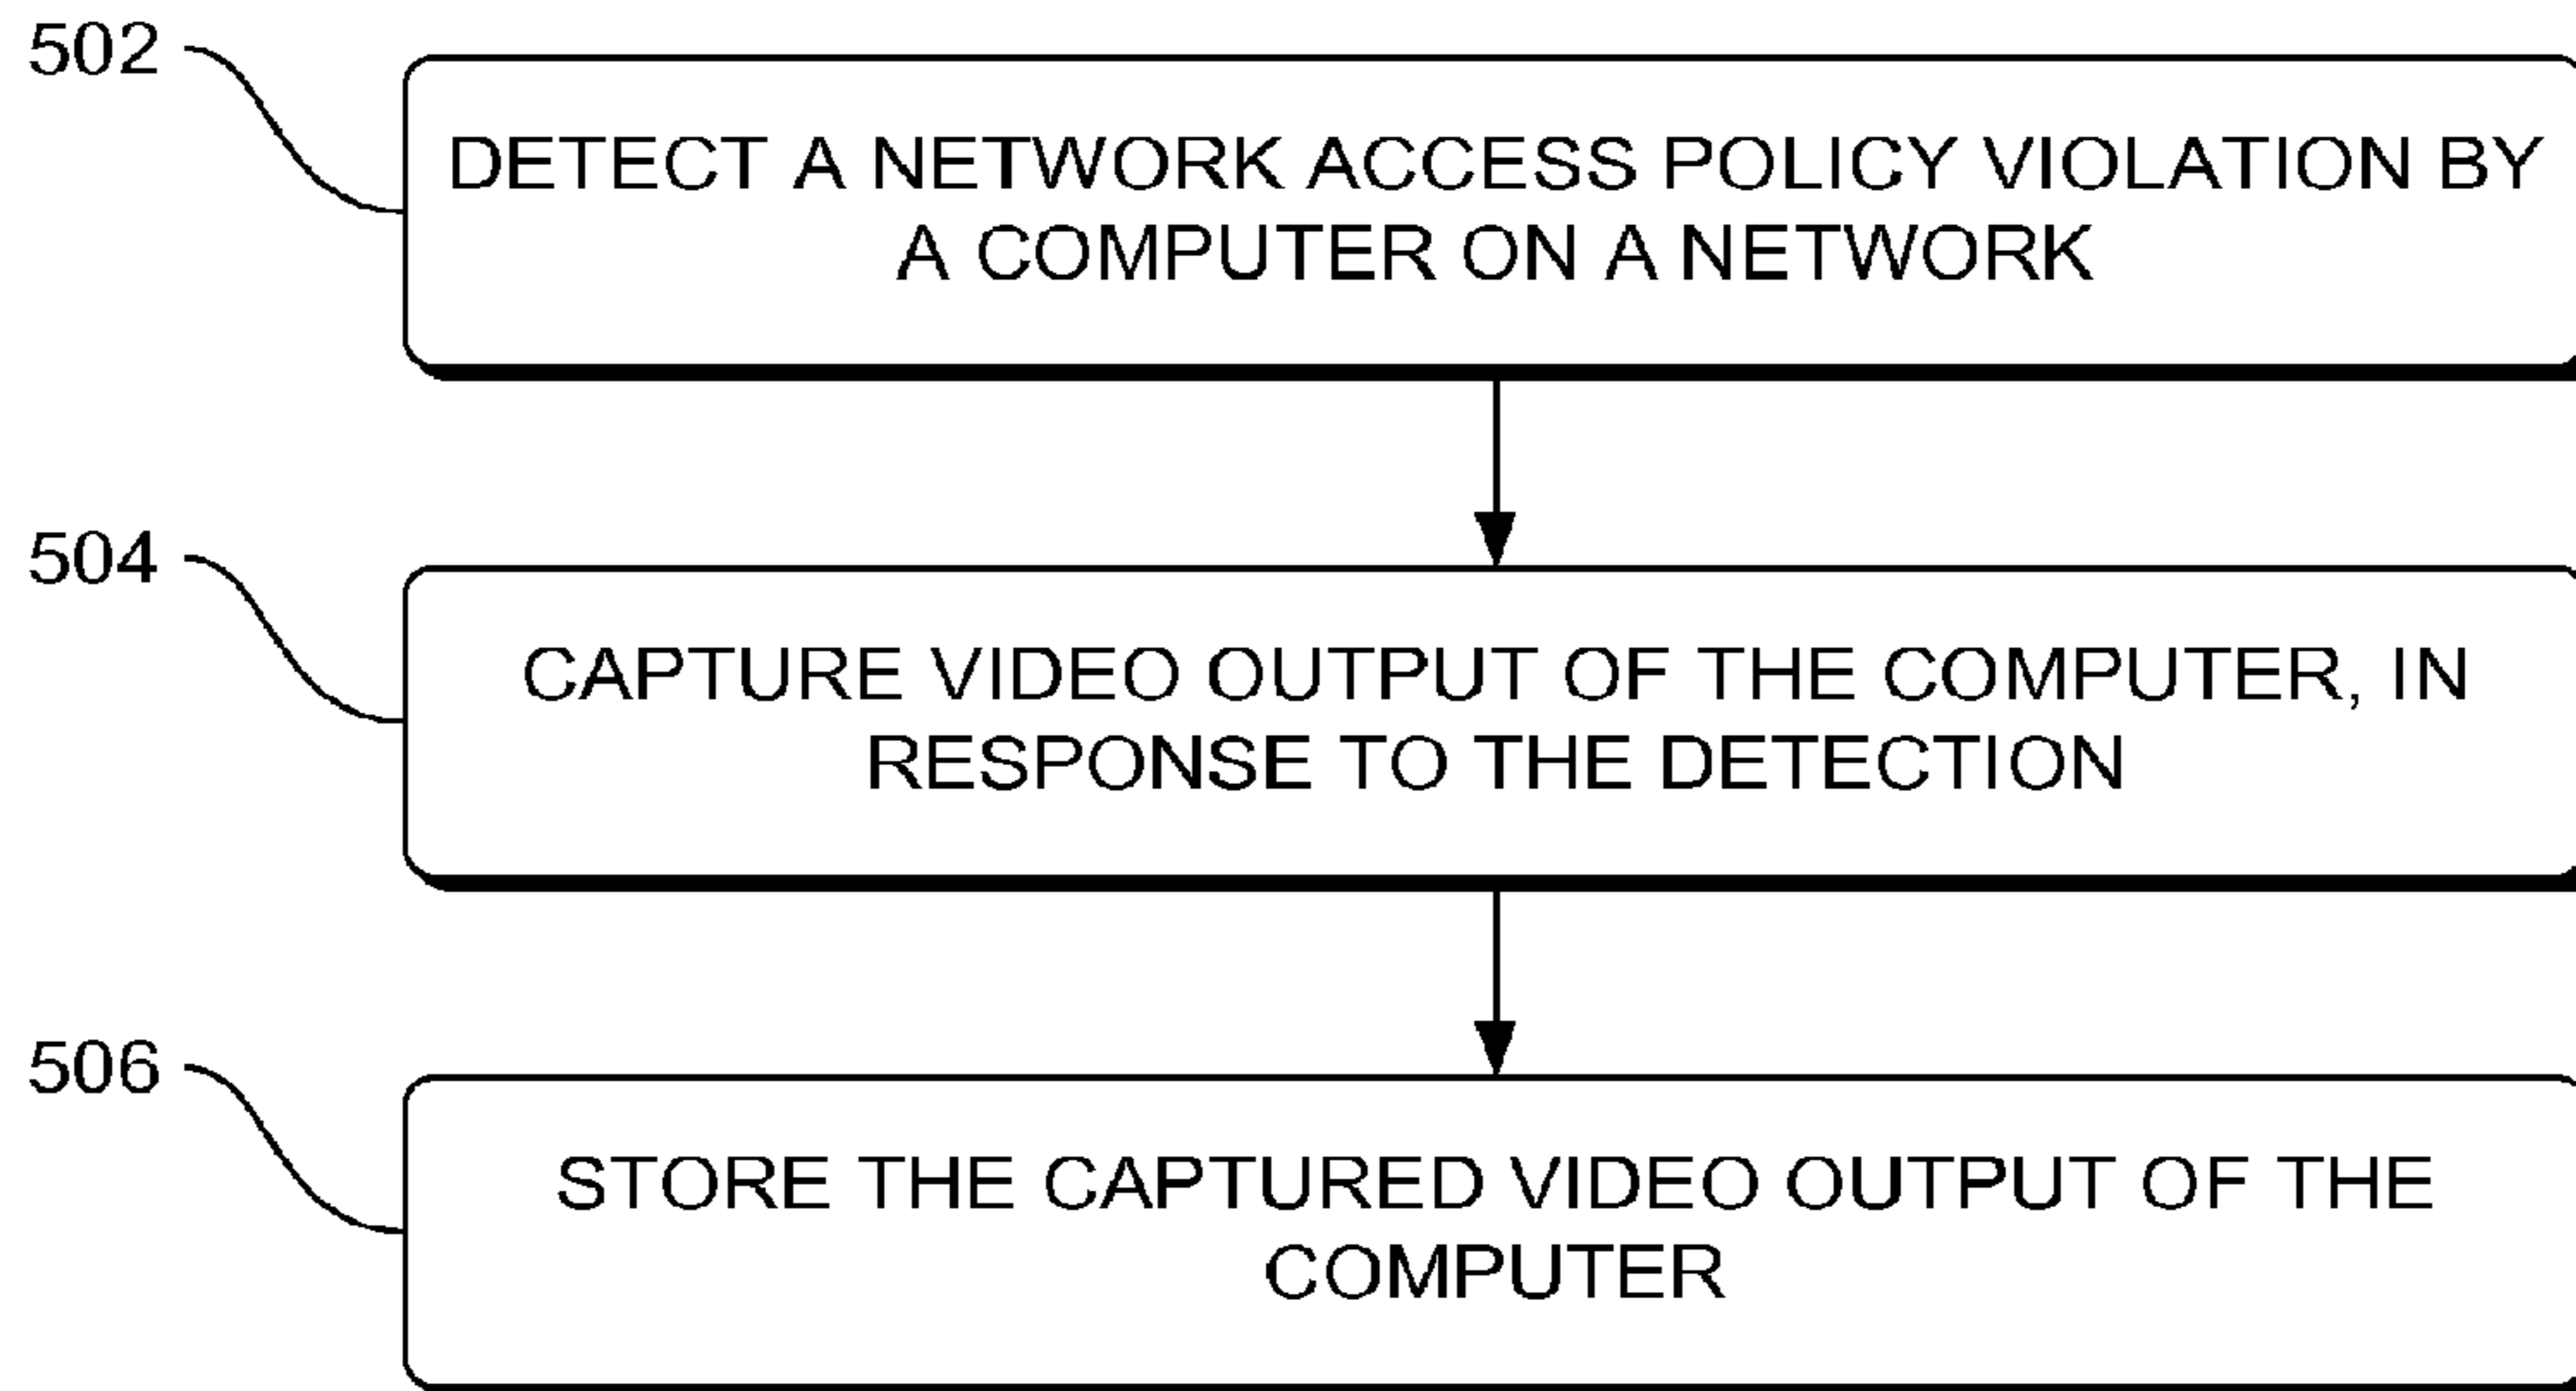 502
DETECT A NETWORK ACCESS POLICY VIOLATION BY
A COMPUTER ON A NETWORK
504
CAPTURE VIDEO OUTPUT OF THE COMPUTER, IN
RESPONSE TO THE DETECTION
506
STORE THE CAPTURED VIDEO OUTPUT OF THE
COMPUTER